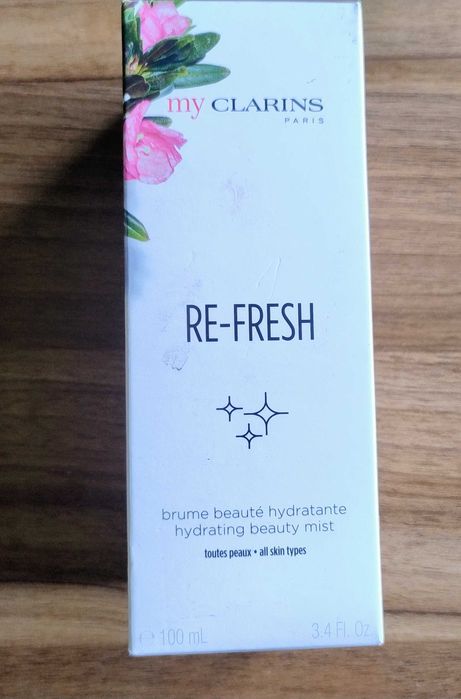 my CLARINS
PARIS
RE-FRESH
brume beauté hydratante
hydrating beauty mist
toutes peaux • all skin types
℮ 100 mL 3.4 Fl. Oz